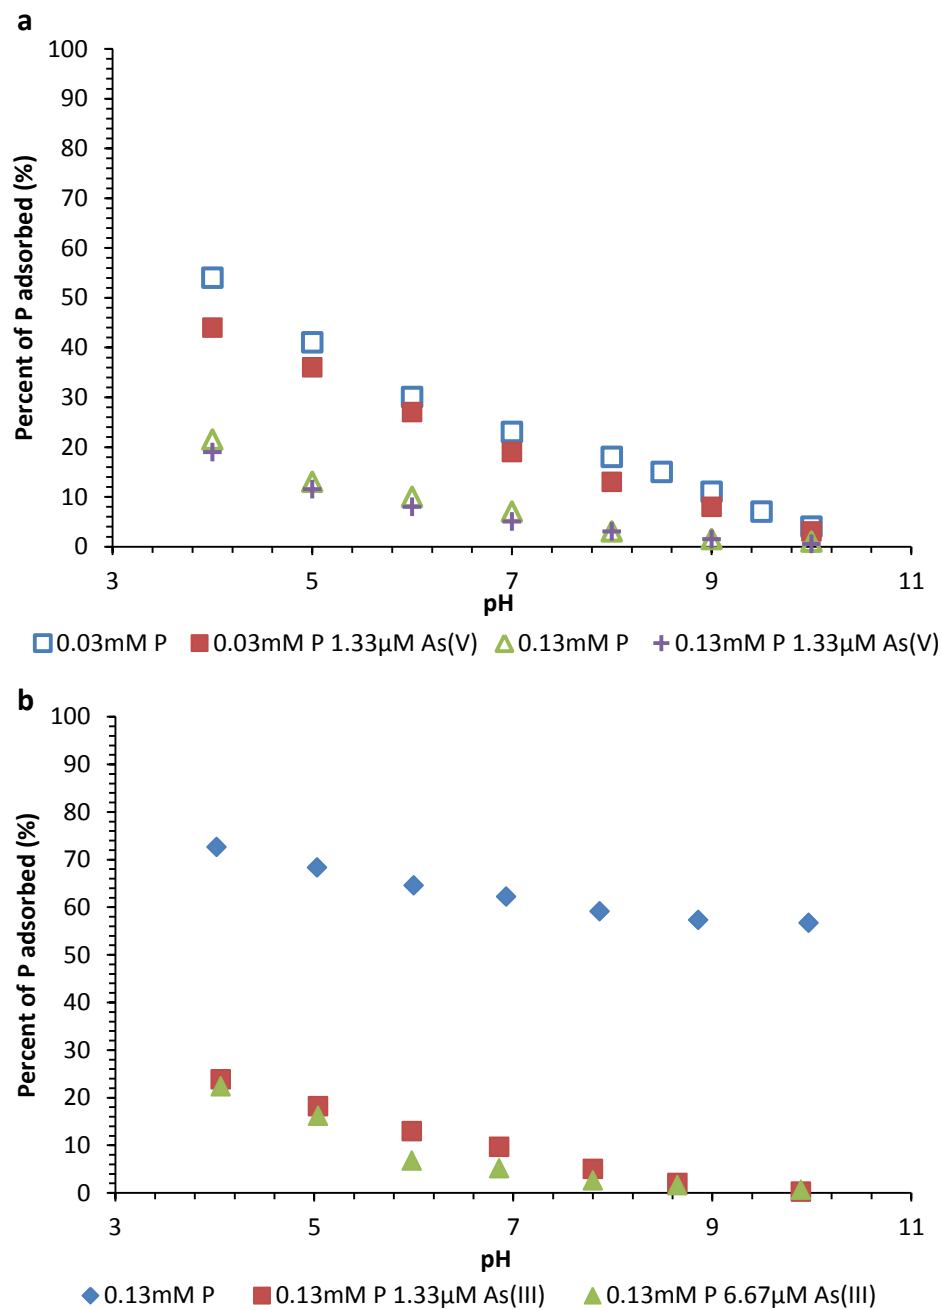 a
Percent of P adsorbed (%)
100
90
80
70
60
50
40
30
20
10
0
3 5 7 9 11
pH
0.03mM P 0.03mM P 1.33µM As(V) 0.13mM P 0.13mM P 1.33µM As(V)
b
Percent of P adsorbed (%)
100
90
80
70
60
50
40
30
20
10
0
3 5 7 9 11
pH
0.13mM P 0.13mM P 1.33µM As(III) 0.13mM P 6.67µM As(III)